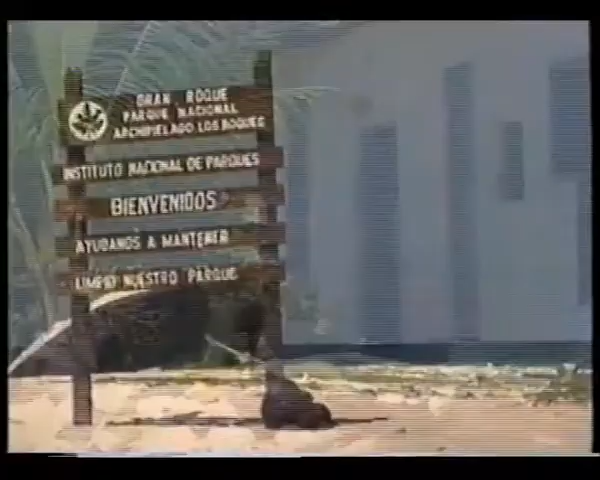 GRAN ROQUE
PARQUE NACIONAL
ARCHIPIELAGO LOS ROQUES
INSTITUTO NACIONAL DE PARQUES
BIENVENIDOS
AYUDANOS A MANTENER
LIMPIO NUESTRO PARQUE